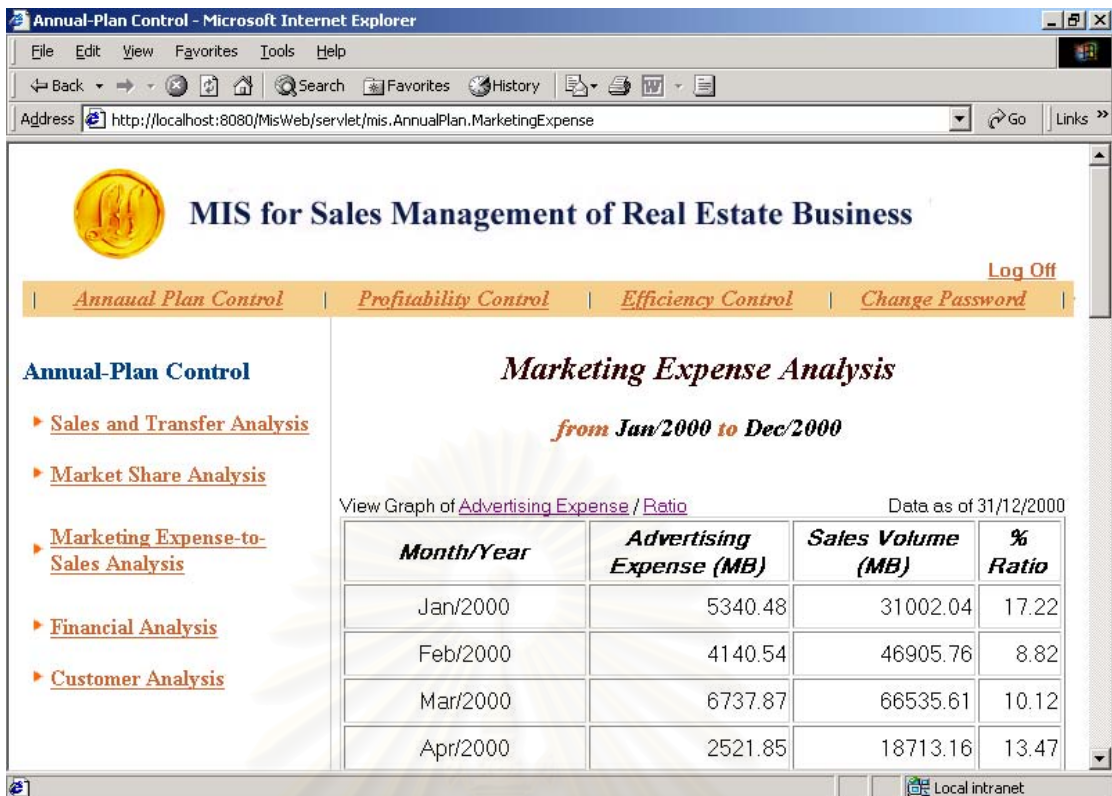 Annual-Plan Control - Microsoft Internet Explorer
File Edit View Favorites Tools Help
Back Search Favorites History
Address http://localhost:8080/MisWeb/servlet/mis.AnnualPlan.MarketingExpense Go Links »
MIS for Sales Management of Real Estate Business
Log Off
| Annaual Plan Control | Profitability Control | Efficiency Control | Change Password |
Annual-Plan Control
Sales and Transfer Analysis
Market Share Analysis
Marketing Expense-to-
Sales Analysis
Financial Analysis
Customer Analysis
Marketing Expense Analysis
from Jan/2000 to Dec/2000
View Graph of Advertising Expense / Ratio Data as of 31/12/2000
Month/Year Advertising Expense (MB) Sales Volume (MB) % Ratio
Jan/2000 5340.48 31002.04 17.22
Feb/2000 4140.54 46905.76 8.82
Mar/2000 6737.87 66535.61 10.12
Apr/2000 2521.85 18713.16 13.47
Local intranet